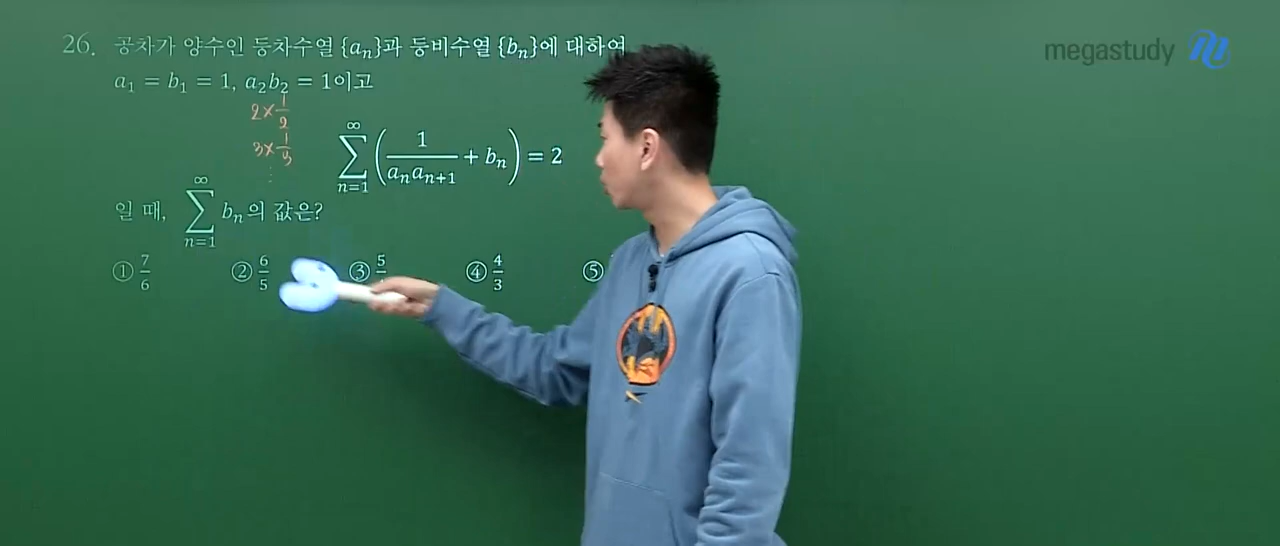 26. 공차가 양수인 등차수열 {aₙ}과 등비수열 {bₙ}에 대하여
a₁ = b₁ = 1, a₂b₂ = 1이고
2 × 1/2
3 × 1/3
⋮
∑_{n=1}^{∞} (1/(aₙaₙ₊₁) + bₙ) = 2
일 때, ∑_{n=1}^{∞} bₙ의 값은?
① 7/6 ② 6/5 ③ 5 ④ 4/3 ⑤
megastudy